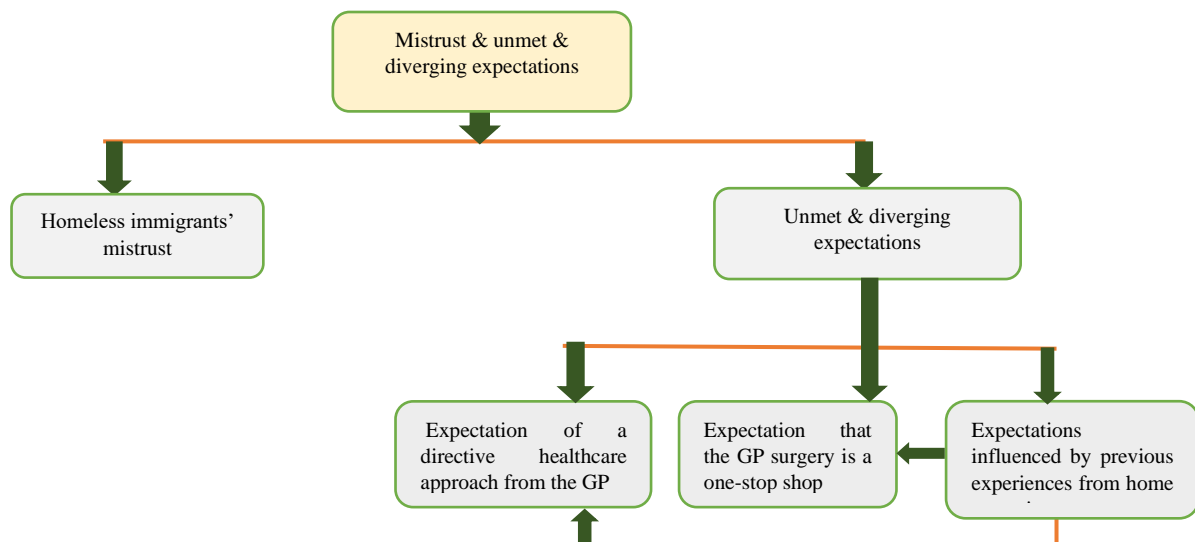 Mistrust & unmet &
diverging expectations
Homeless immigrants’
mistrust
Unmet & diverging
expectations
Expectation of a
directive healthcare
approach from the GP
Expectation that
the GP surgery is a
one-stop shop
Expectations
influenced by previous
experiences from home